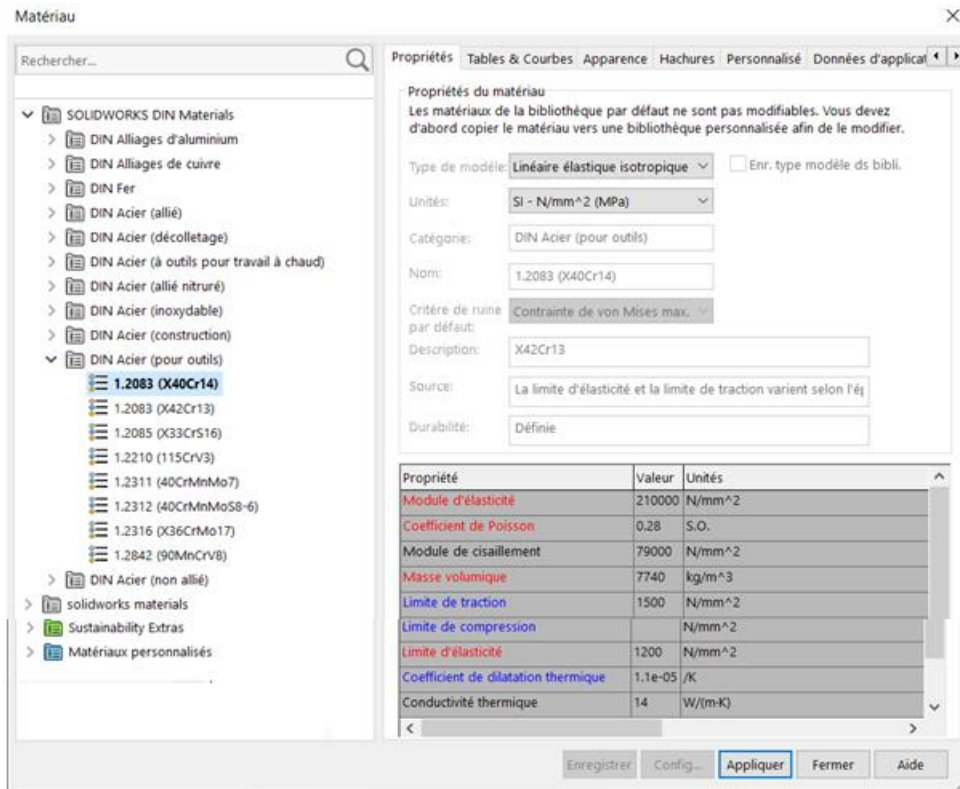 Matériau
Rechercher...
SOLIDWORKS DIN Materials
DIN Alliages d'aluminium
DIN Alliages de cuivre
DIN Fer
DIN Acier (allié)
DIN Acier (décolletage)
DIN Acier (à outils pour travail à chaud)
DIN Acier (allié nitruré)
DIN Acier (inoxydable)
DIN Acier (construction)
DIN Acier (pour outils)
1.2083 (X40Cr14)
1.2083 (X42Cr13)
1.2085 (X33CrS16)
1.2210 (115CrV3)
1.2311 (40CrMnMo7)
1.2312 (40CrMnMoS8-6)
1.2316 (X36CrMo17)
1.2842 (90MnCrV8)
DIN Acier (non allié)
solidworks materials
Sustainability Extras
Matériaux personnalisés
Propriétés Tables & Courbes Apparence Hachures Personnalisé Données d'applicat
Propriétés du matériau
Les matériaux de la bibliothèque par défaut ne sont pas modifiables. Vous devez
d'abord copier le matériau vers une bibliothèque personnalisée afin de le modifier.
Type de modèle: Linéaire élastique isotropique Enr. type modèle ds bibli.
Unités: SI - N/mm^2 (MPa)
Catégorie: DIN Acier (pour outils)
Nom: 1.2083 (X40Cr14)
Critère de ruine par défaut: Contrainte de von Mises max.
Description: X42Cr13
Source: La limite d'élasticité et la limite de traction varient selon l'é
Durabilité: Définie
Propriété Valeur Unités
Module d'élasticité 210000 N/mm^2
Coefficient de Poisson 0.28 S.O.
Module de cisaillement 79000 N/mm^2
Masse volumique 7740 kg/m^3
Limite de traction 1500 N/mm^2
Limite de compression N/mm^2
Limite d'élasticité 1200 N/mm^2
Coefficient de dilatation thermique 1.1e-05 /K
Conductivité thermique 14 W/(m·K)
Enregistrer Config... Appliquer Fermer Aide